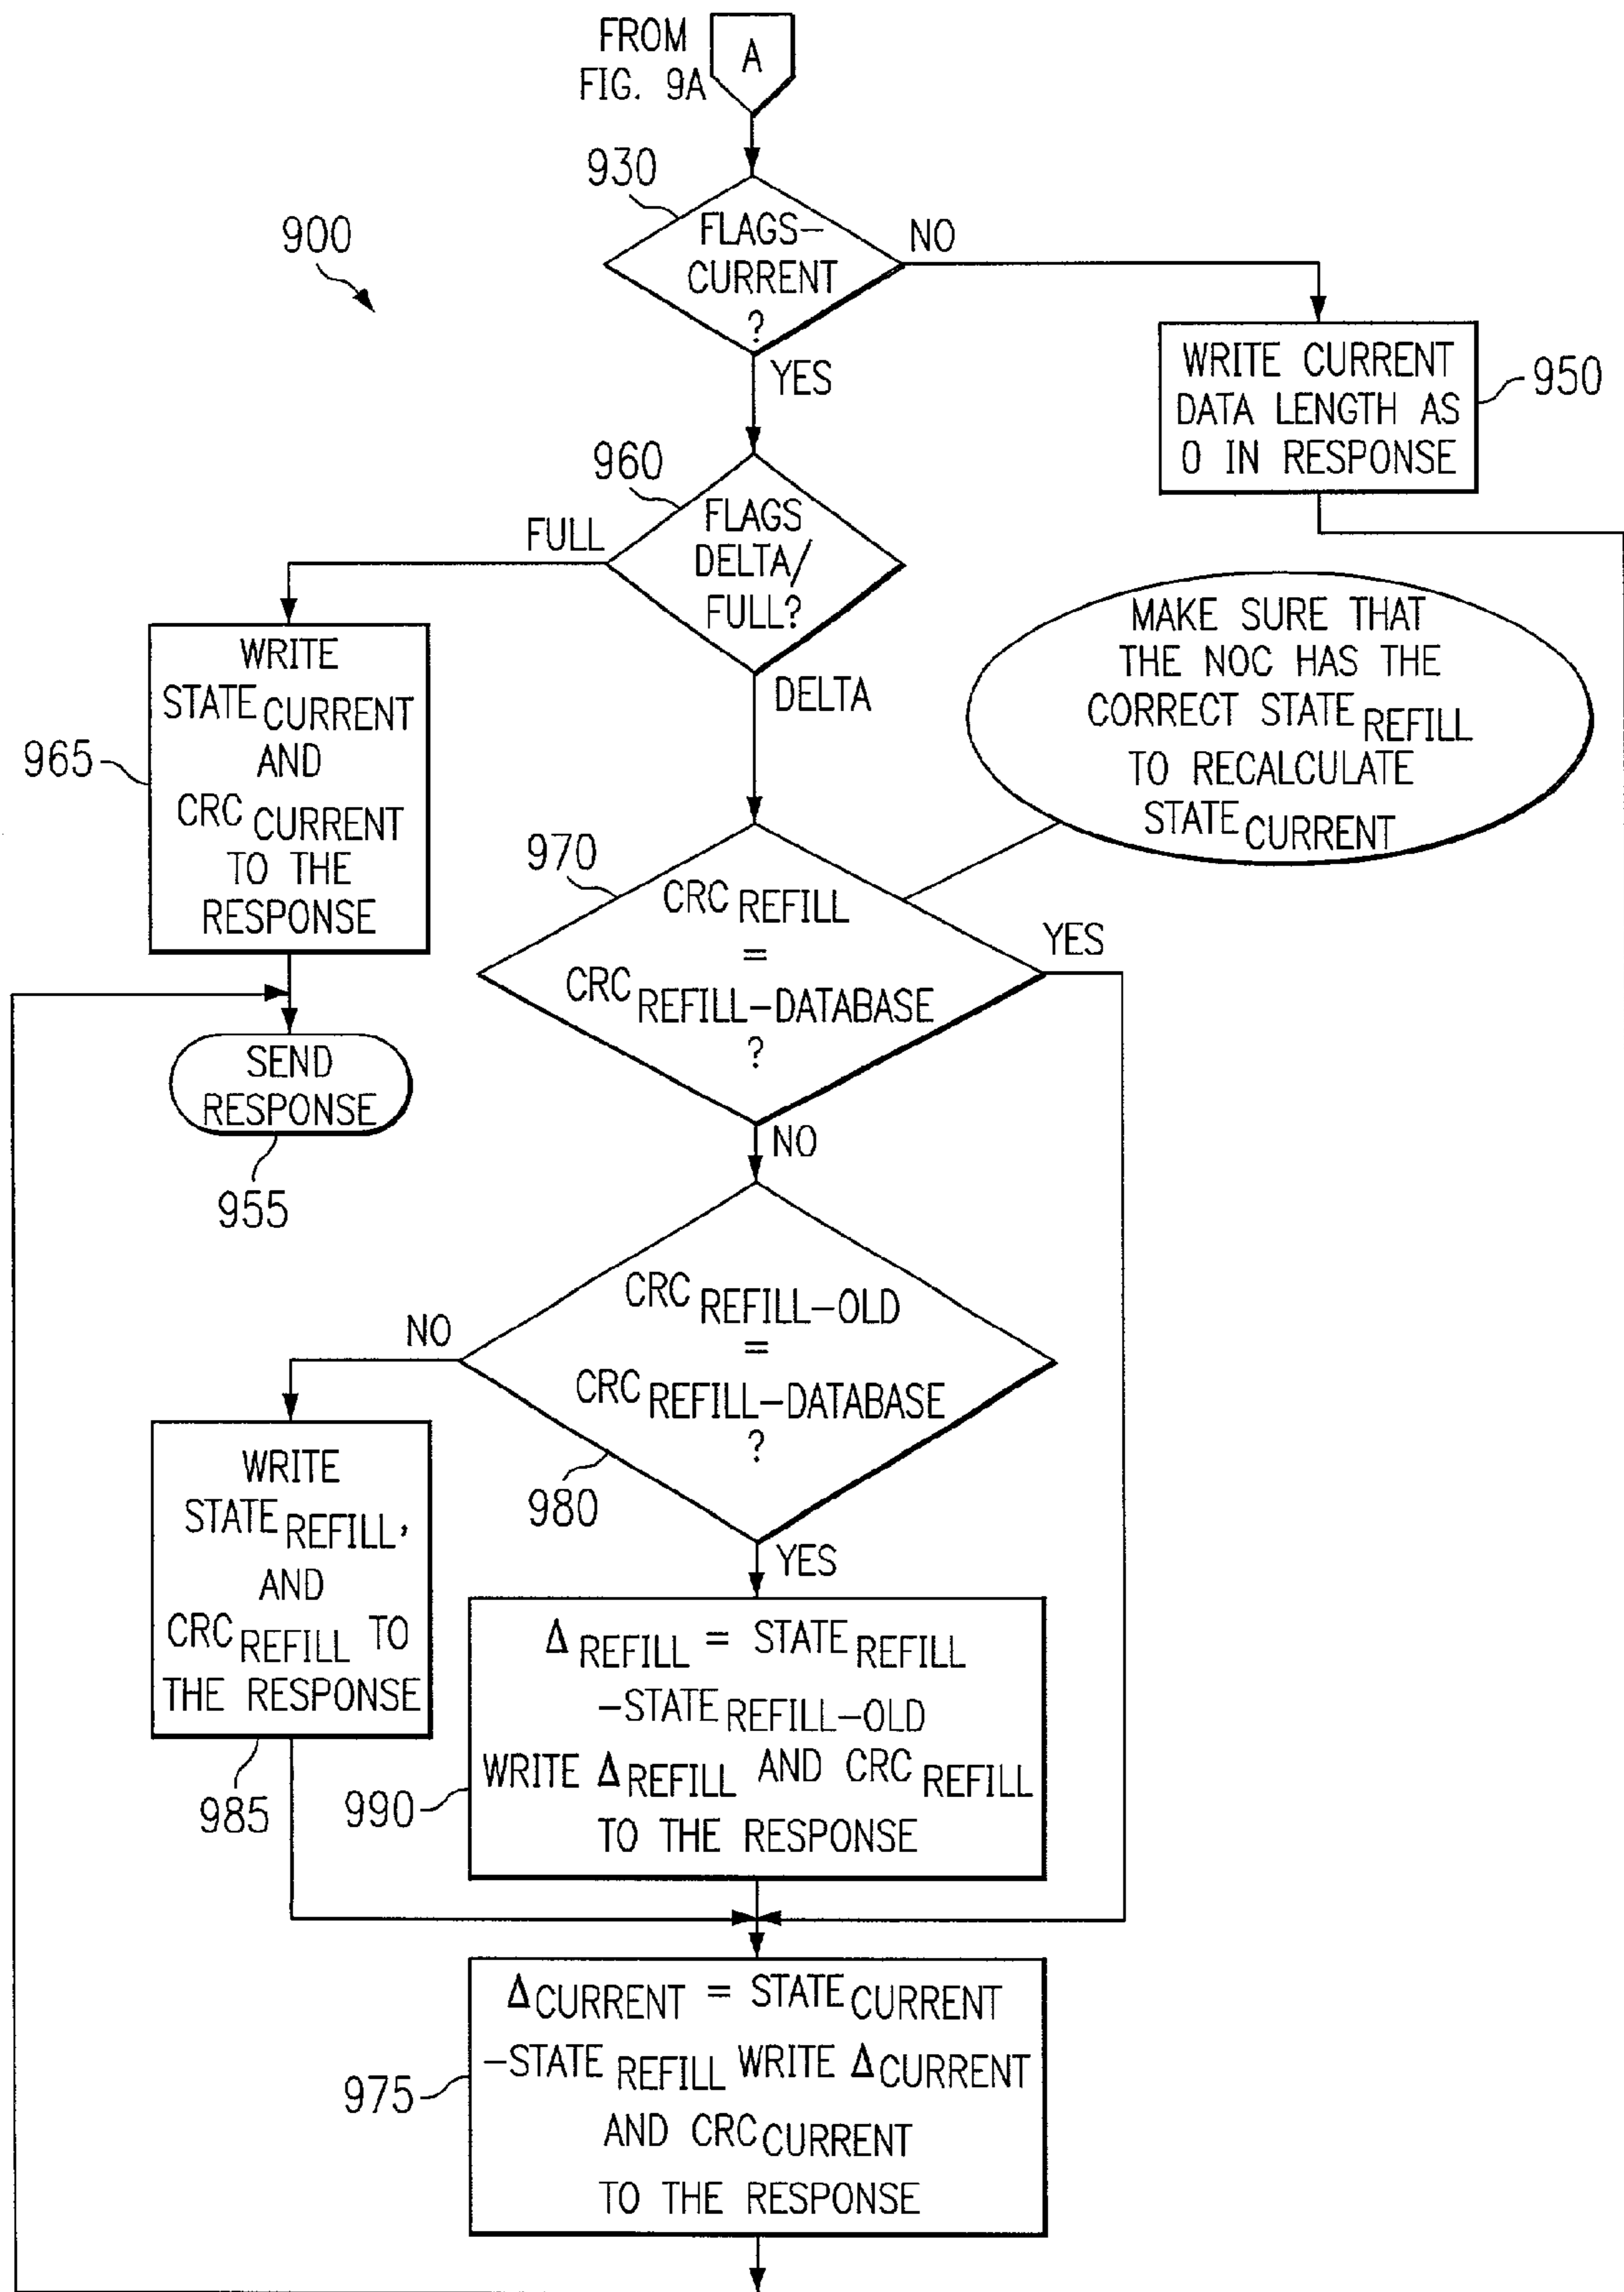 FROM
FIG. 9A
A
930
900
FLAGS-
CURRENT
?
NO
YES
WRITE CURRENT
DATA LENGTH AS
0 IN RESPONSE
950
960
FLAGS
DELTA/
FULL?
FULL
DELTA
WRITE
STATE CURRENT
AND
CRC CURRENT
TO THE
RESPONSE
965
MAKE SURE THAT
THE NOC HAS THE
CORRECT STATE REFILL
TO RECALCULATE
STATE CURRENT
970
CRC REFILL
=
CRC REFILL-DATABASE
?
YES
NO
SEND
RESPONSE
955
CRC REFILL-OLD
=
CRC REFILL-DATABASE
?
NO
980
YES
WRITE
STATE REFILL,
AND
CRC REFILL TO
THE RESPONSE
985
Δ REFILL = STATE REFILL
-STATE REFILL-OLD
WRITE Δ REFILL AND CRC REFILL
TO THE RESPONSE
990
Δ CURRENT = STATE CURRENT
-STATE REFILL WRITE Δ CURRENT
AND CRC CURRENT
TO THE RESPONSE
975